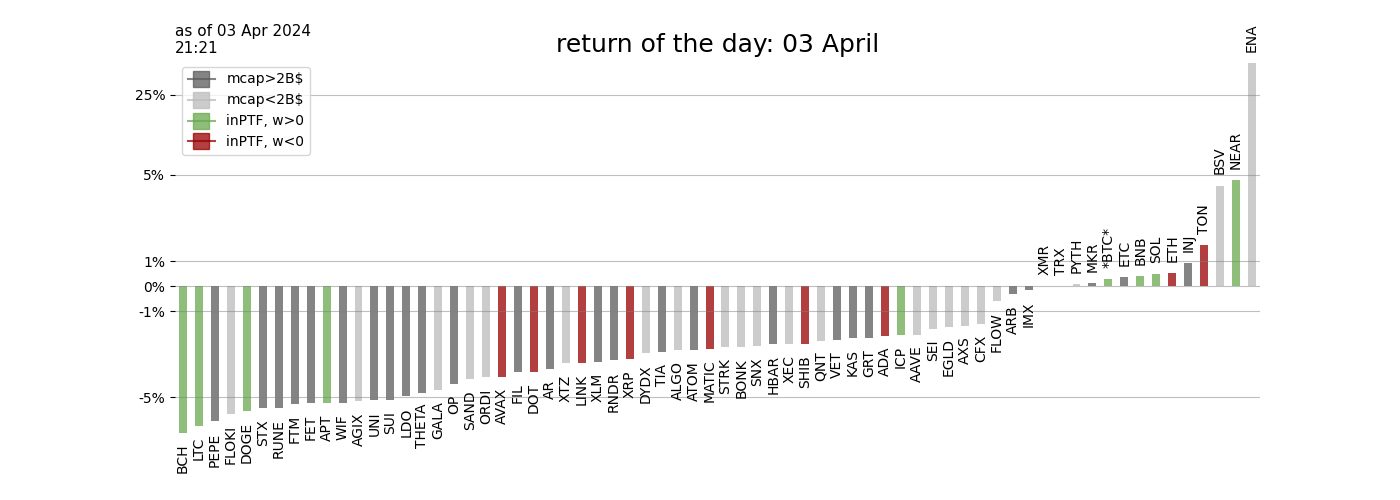 as of 03 Apr 2024
21:21
return of the day: 03 April
mcap>2B$
mcap<2B$
inPTF, w>0
inPTF, w<0
25%
5%
1%
0%
-1%
-5%
BCH
LTC
PEPE
FLOKI
DOGE
STX
RUNE
FTM
FET
APT
WIF
AGIX
UNI
SUI
LDO
THETA
GALA
OP
SAND
ORDI
AVAX
FIL
DOT
AR
XTZ
LINK
XLM
RNDR
XRP
DYDX
TIA
ALGO
ATOM
MATIC
STRK
BONK
SNX
HBAR
XEC
SHIB
QNT
VET
KAS
GRT
ADA
ICP
AAVE
SEI
EGLD
AXS
CFX
FLOW
ARB
IMX
XMR
TRX
PYTH
MKR
*BTC*
ETC
BNB
SOL
ETH
INJ
TON
BSV
NEAR
ENA